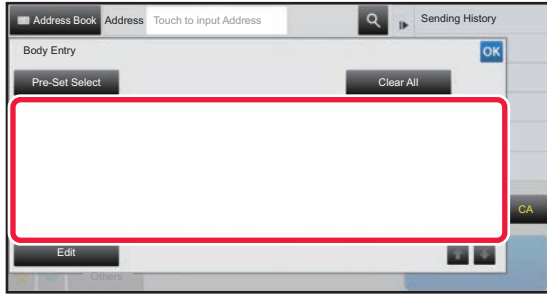 Address Book Address Touch to input Address Sending History
Body Entry OK
Pre-Set Select Clear All
CA
Edit
Others